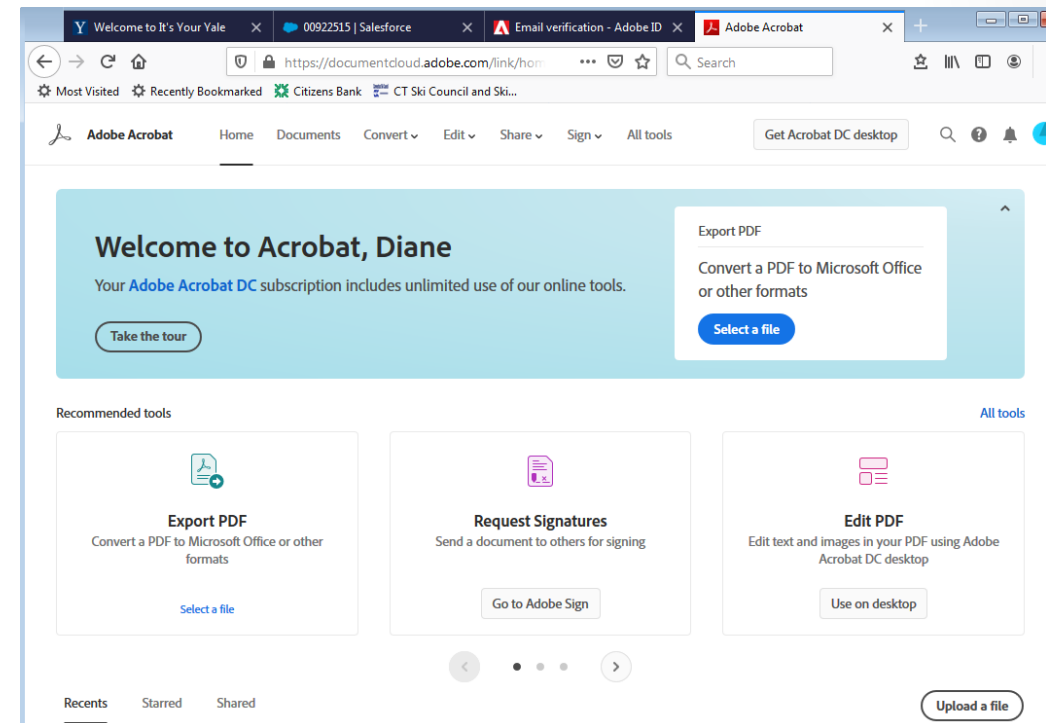 Y Welcome to It's Your Yale
00922515 | Salesforce
Email verification - Adobe ID
Adobe Acrobat
https://documentcloud.adobe.com/link/hom
Search
Most Visited
Recently Bookmarked
Citizens Bank
CT Ski Council and Ski...
Adobe Acrobat
Home
Documents
Convert
Edit
Share
Sign
All tools
Get Acrobat DC desktop
Welcome to Acrobat, Diane
Your Adobe Acrobat DC subscription includes unlimited use of our online tools.
Take the tour
Export PDF
Convert a PDF to Microsoft Office
or other formats
Select a file
Recommended tools
All tools
Export PDF
Convert a PDF to Microsoft Office or other
formats
Select a file
Request Signatures
Send a document to others for signing
Go to Adobe Sign
Edit PDF
Edit text and images in your PDF using Adobe
Acrobat DC desktop
Use on desktop
Recents
Starred
Shared
Upload a file